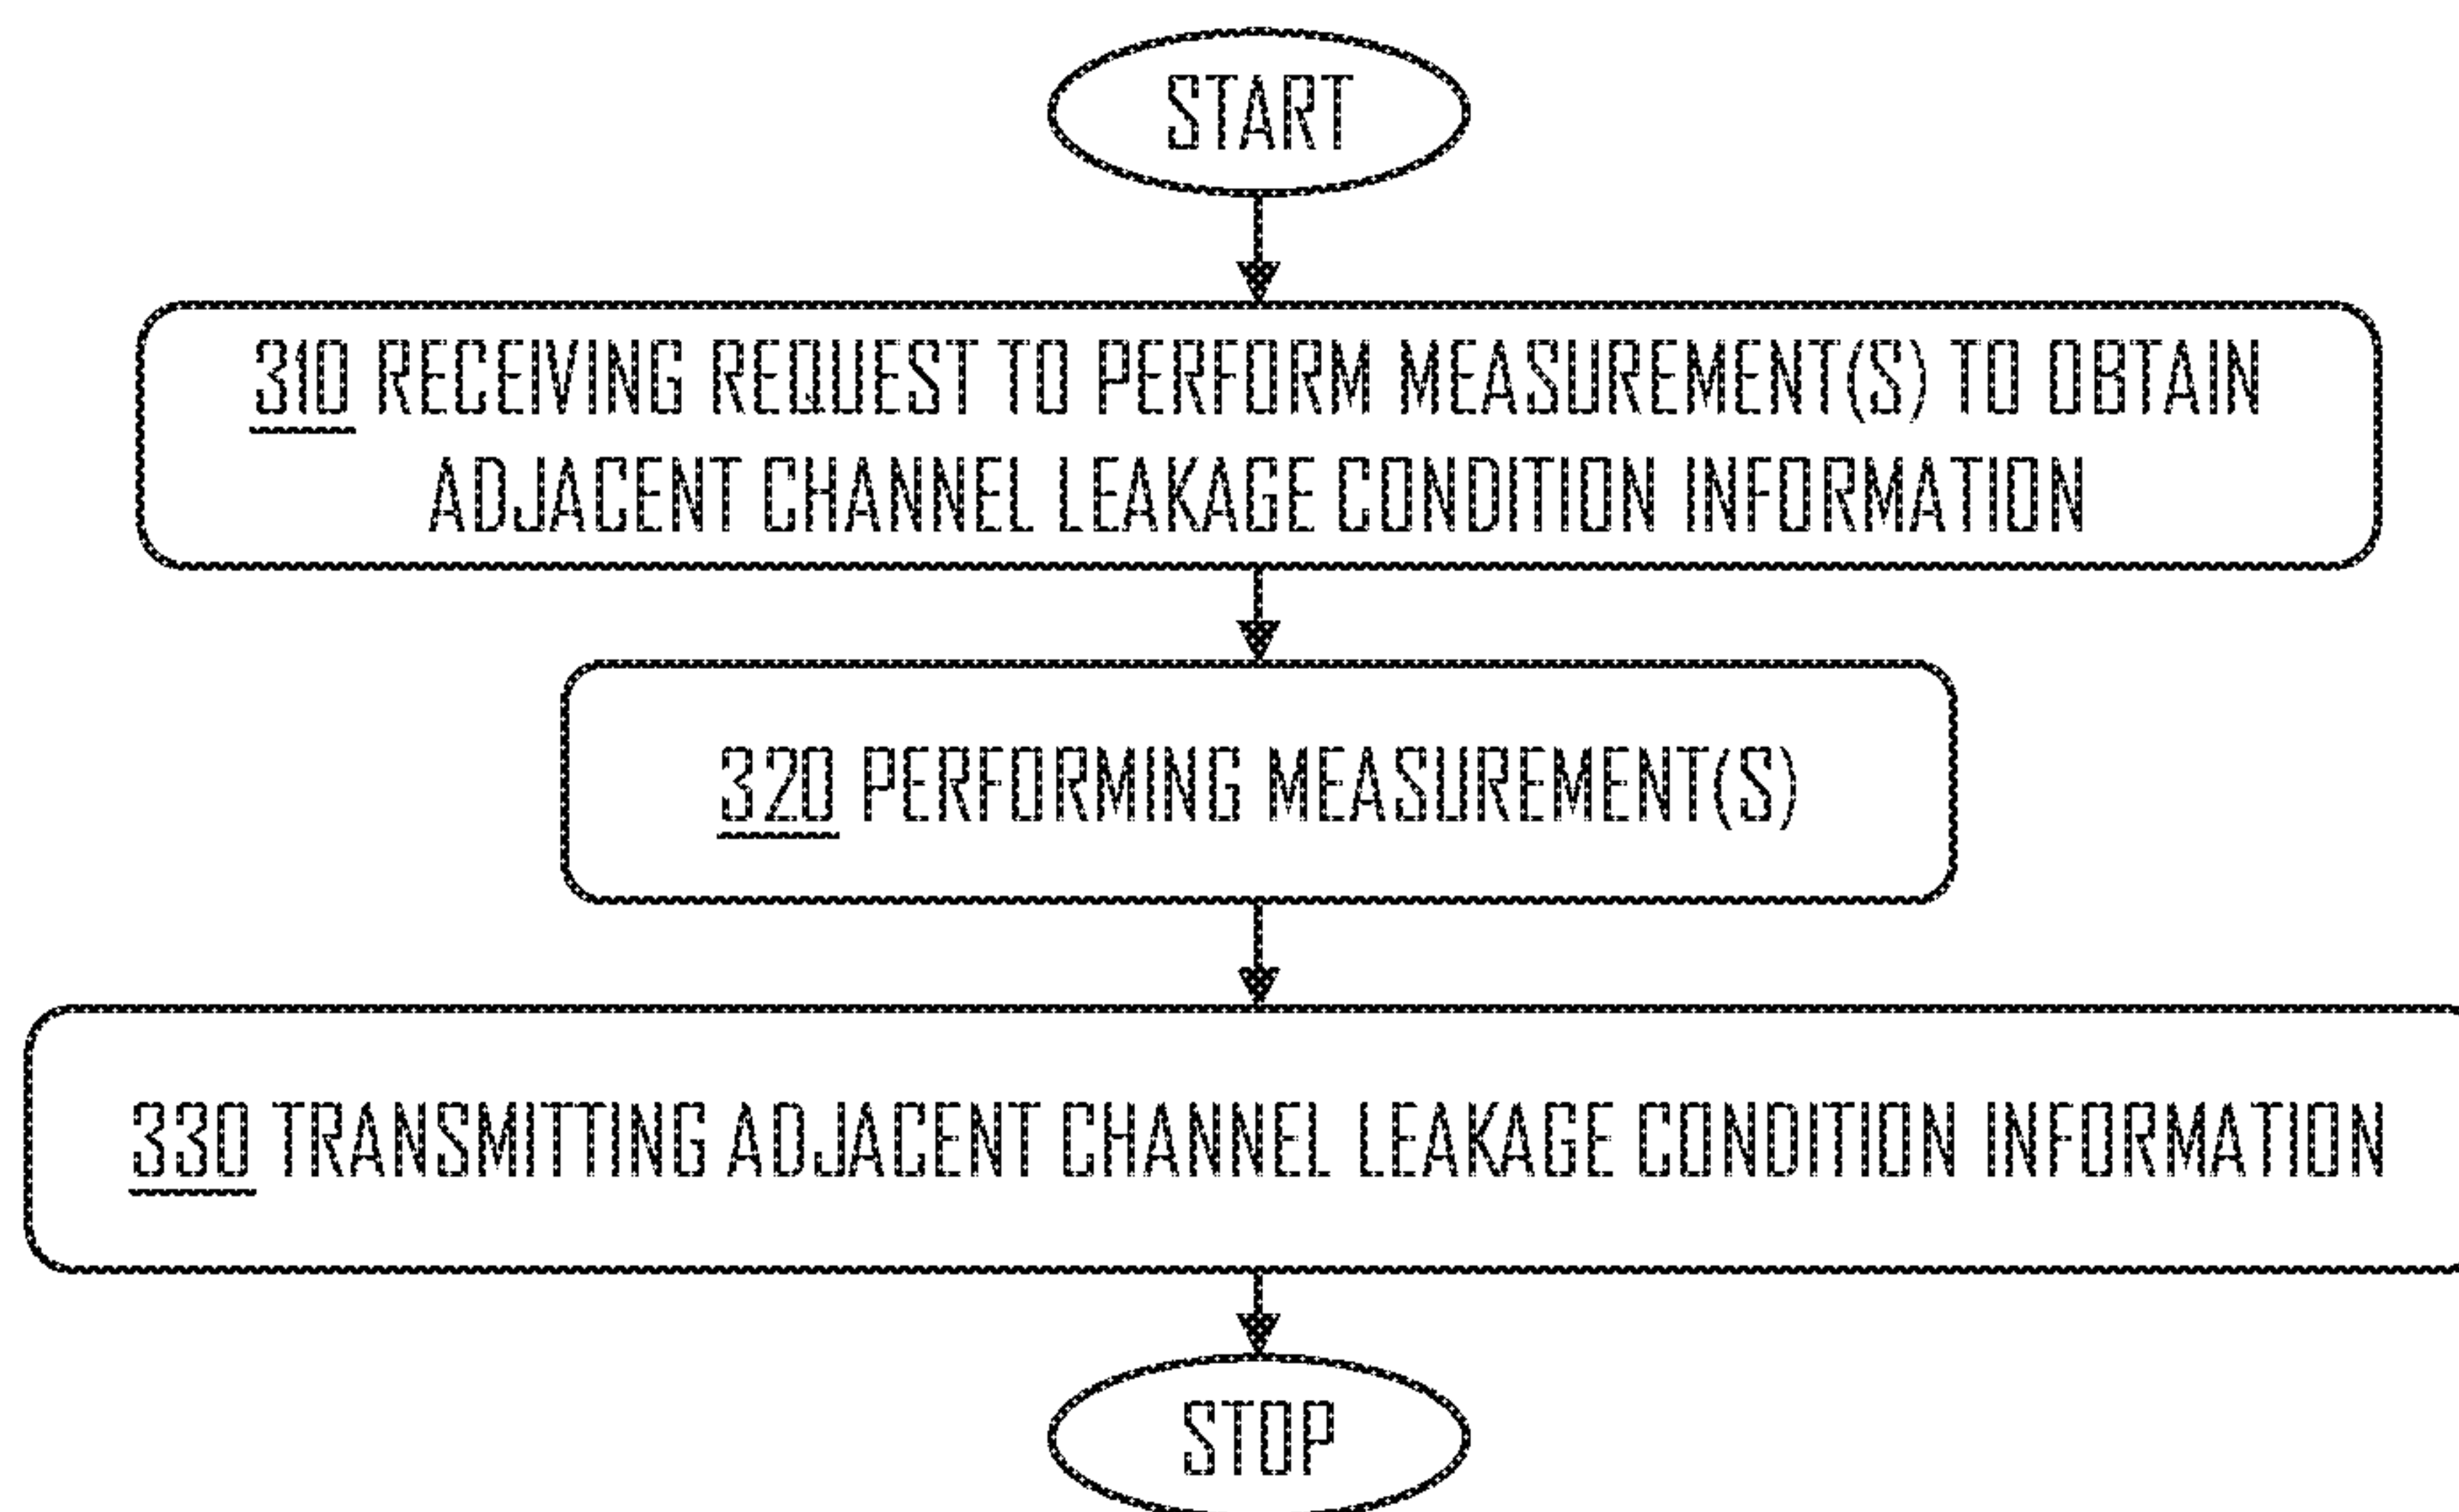 START
310 RECEIVING REQUEST TO PERFORM MEASUREMENT(S) TO OBTAIN
ADJACENT CHANNEL LEAKAGE CONDITION INFORMATION
320 PERFORMING MEASUREMENT(S)
330 TRANSMITTING ADJACENT CHANNEL LEAKAGE CONDITION INFORMATION
STOP